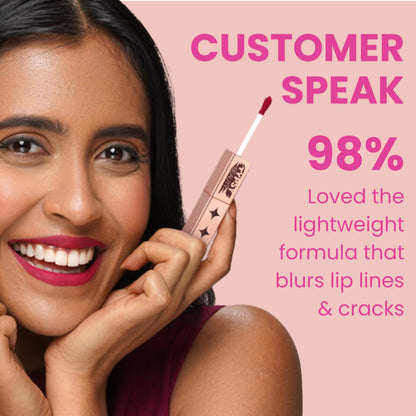 CUSTOMER
SPEAK
98%
Loved the
lightweight
formula that
blurs lip lines
& cracks